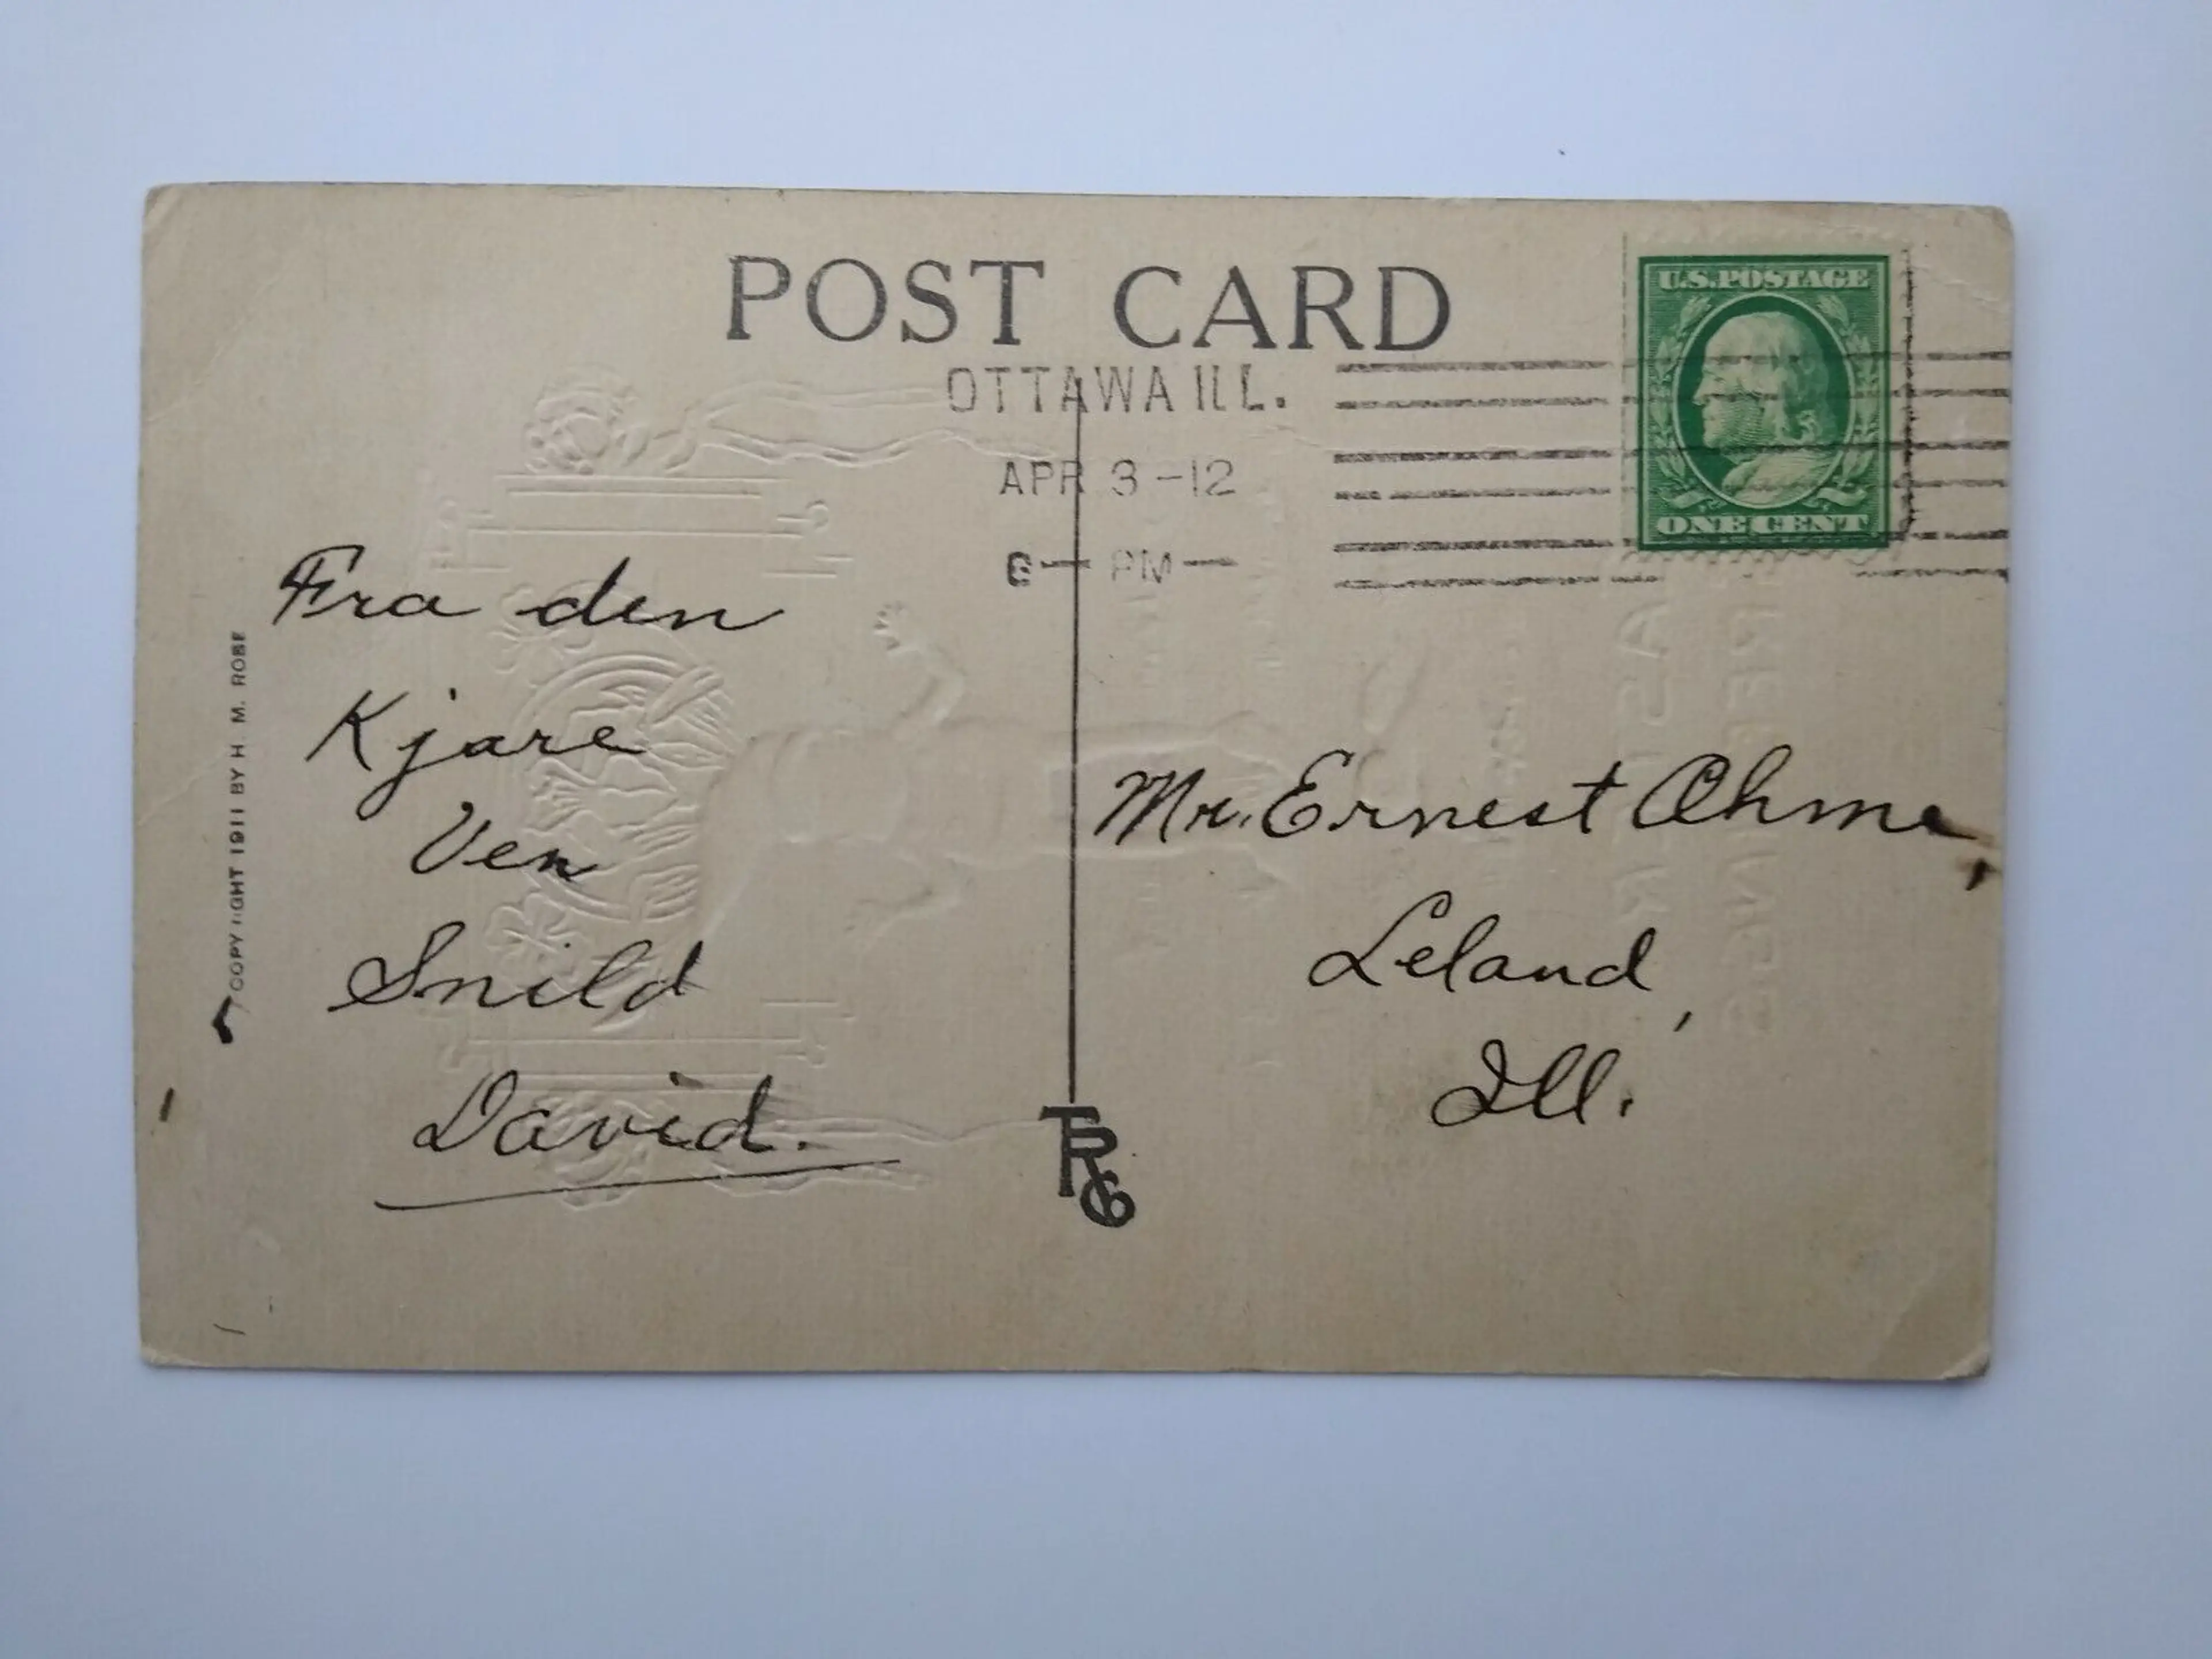 POST CARD
U.S. POSTAGE
ONE CENT
OTTAWA ILL.
APR 3 -12
6 - PM -
Fra den
Kjare
Ven
Snild
David.
Mr. Ernest Ohme,
Leland,
Ill.
COPYRIGHT 1911 BY H. M. ROSE